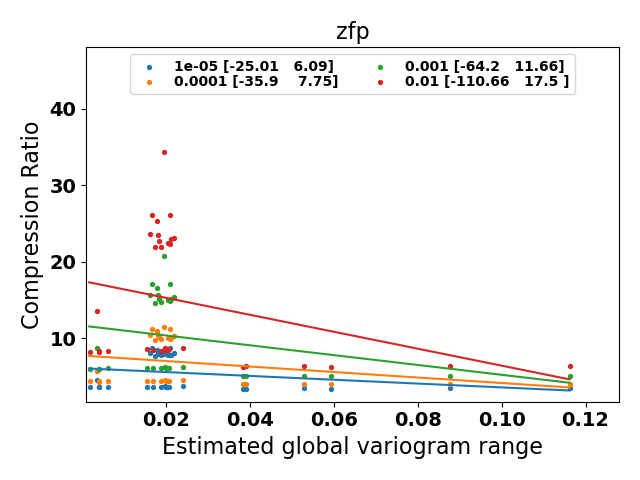 zfp
1e-05 [-25.01 6.09]
0.0001 [-35.9 7.75]
0.001 [-64.2 11.66]
0.01 [-110.66 17.5 ]
Compression Ratio
40
30
20
10
0.02 0.04 0.06 0.08 0.10 0.12
Estimated global variogram range